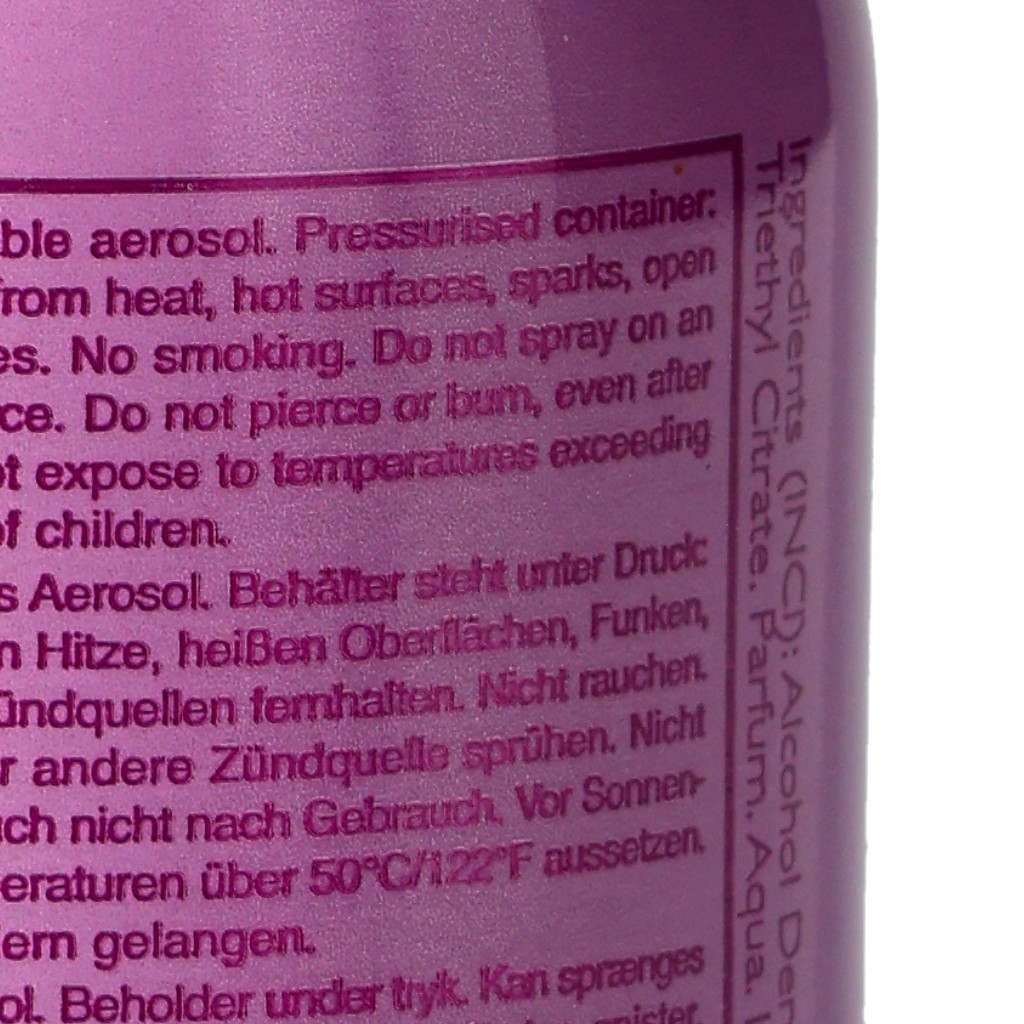 ble aerosol. Pressurised container:
from heat, hot surfaces, sparks, open
es. No smoking. Do not spray on an
ce. Do not pierce or burn, even after
ot expose to temperatures exceeding
of children.
s Aerosol. Behälter steht unter Druck:
n Hitze, heißen Oberflächen, Funken,
ündquellen fernhalten. Nicht rauchen.
r andere Zündquelle sprühen. Nicht
uch nicht nach Gebrauch. Vor Sonnen-
eraturen über 50°C/122°F aussetzen.
ern gelangen.
ol. Beholder under tryk. Kan sprænges
Ingredients (INCI): Alcohol Den
Triethyl Citrate. Parfum. Aqua.